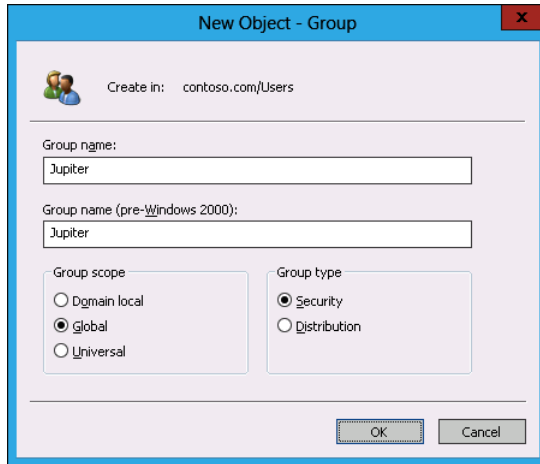 New Object - Group
x
Create in: contoso.com/Users
Group name:
Jupiter
Group name (pre-Windows 2000):
Jupiter
Group scope
Domain local
Global
Universal
Group type
Security
Distribution
OK
Cancel